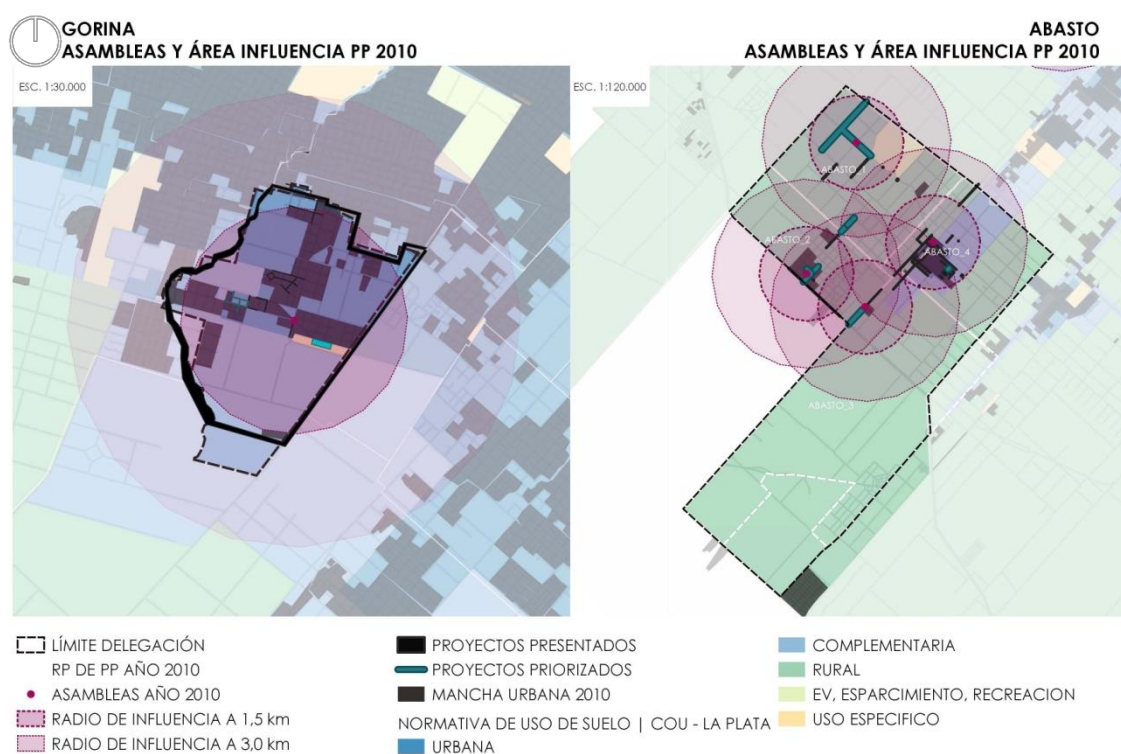 GORINA
ASAMBLEAS Y ÁREA INFLUENCIA PP 2010
ABASTO
ASAMBLEAS Y ÁREA INFLUENCIA PP 2010
ESC. 1:30.000
ESC. 1:120.000
ABASTO_1
ABASTO_2
ABASTO_4
ABASTO_3
LÍMITE DELEGACIÓN
RP DE PP AÑO 2010
ASAMBLEAS AÑO 2010
RADIO DE INFLUENCIA A 1,5 km
RADIO DE INFLUENCIA A 3,0 km
PROYECTOS PRESENTADOS
PROYECTOS PRIORIZADOS
MANCHA URBANA 2010
NORMATIVA DE USO DE SUELO | COU - LA PLATA
URBANA
COMPLEMENTARIA
RURAL
EV, ESPARCIMIENTO, RECREACION
USO ESPECIFICO